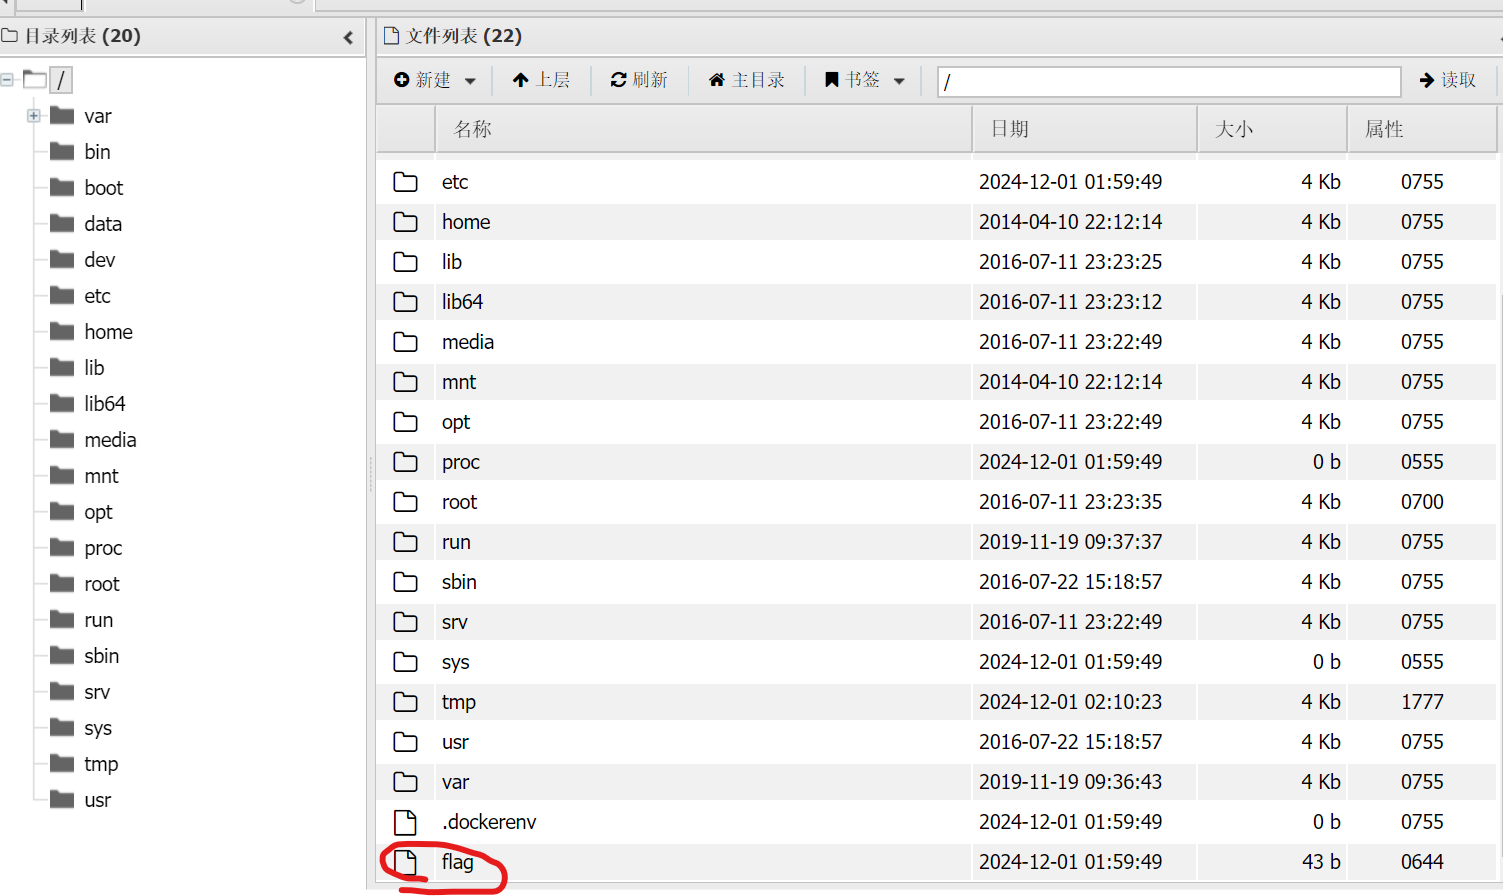 目录列表 (20)
/
var
bin
boot
data
dev
etc
home
lib
lib64
media
mnt
opt
proc
root
run
sbin
srv
sys
tmp
usr
文件列表 (22)
新建 上层 刷新 主目录 书签 / 读取
名称 日期 大小 属性
etc 2024-12-01 01:59:49 4 Kb 0755
home 2014-04-10 22:12:14 4 Kb 0755
lib 2016-07-11 23:23:25 4 Kb 0755
lib64 2016-07-11 23:23:12 4 Kb 0755
media 2016-07-11 23:22:49 4 Kb 0755
mnt 2014-04-10 22:12:14 4 Kb 0755
opt 2016-07-11 23:22:49 4 Kb 0755
proc 2024-12-01 01:59:49 0 b 0555
root 2016-07-11 23:23:35 4 Kb 0700
run 2019-11-19 09:37:37 4 Kb 0755
sbin 2016-07-22 15:18:57 4 Kb 0755
srv 2016-07-11 23:22:49 4 Kb 0755
sys 2024-12-01 01:59:49 0 b 0555
tmp 2024-12-01 02:10:23 4 Kb 1777
usr 2016-07-22 15:18:57 4 Kb 0755
var 2019-11-19 09:36:43 4 Kb 0755
.dockerenv 2024-12-01 01:59:49 0 b 0755
flag 2024-12-01 01:59:49 43 b 0644